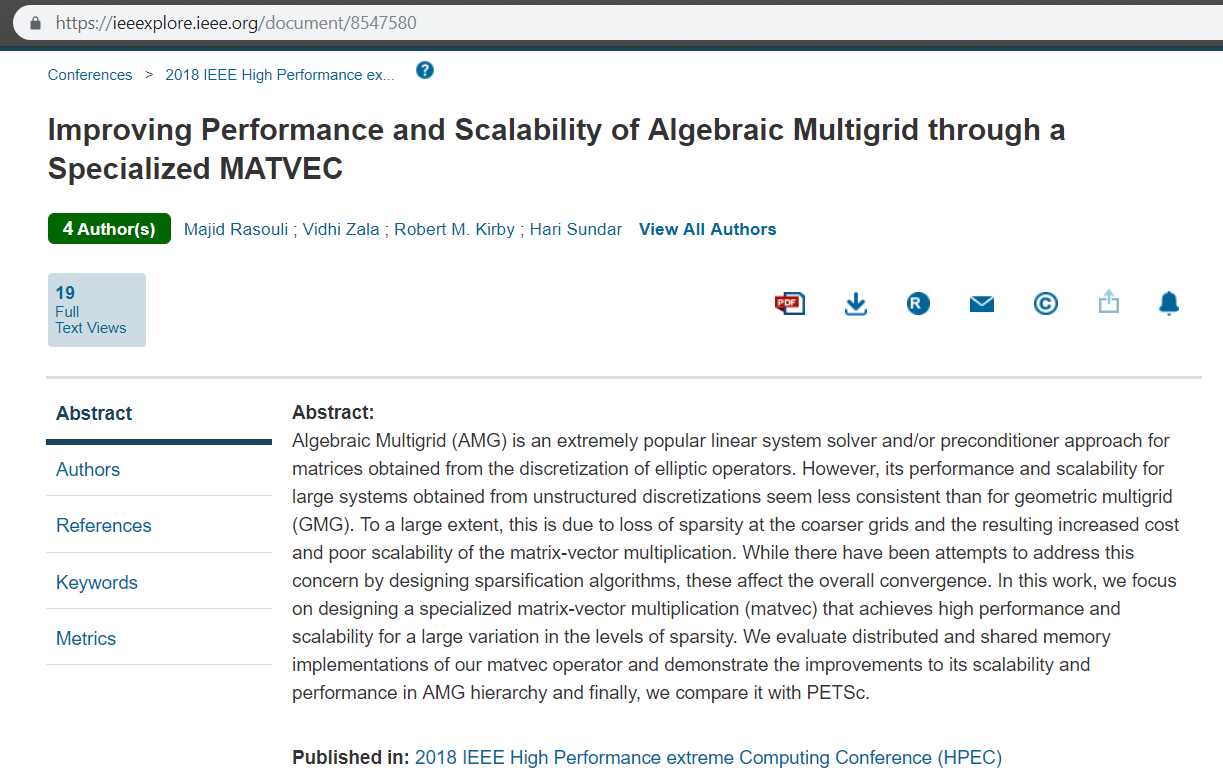 https://ieeexplore.ieee.org/document/8547580
Conferences > 2018 IEEE High Performance ex... ?
Improving Performance and Scalability of Algebraic Multigrid through a
Specialized MATVEC
4 Author(s) Majid Rasouli ; Vidhi Zala ; Robert M. Kirby ; Hari Sundar View All Authors
19
Full
Text Views
PDF R ©
Abstract
Authors
References
Keywords
Metrics
Abstract:
Algebraic Multigrid (AMG) is an extremely popular linear system solver and/or preconditioner approach for
matrices obtained from the discretization of elliptic operators. However, its performance and scalability for
large systems obtained from unstructured discretizations seem less consistent than for geometric multigrid
(GMG). To a large extent, this is due to loss of sparsity at the coarser grids and the resulting increased cost
and poor scalability of the matrix-vector multiplication. While there have been attempts to address this
concern by designing sparsification algorithms, these affect the overall convergence. In this work, we focus
on designing a specialized matrix-vector multiplication (matvec) that achieves high performance and
scalability for a large variation in the levels of sparsity. We evaluate distributed and shared memory
implementations of our matvec operator and demonstrate the improvements to its scalability and
performance in AMG hierarchy and finally, we compare it with PETSc.
Published in: 2018 IEEE High Performance extreme Computing Conference (HPEC)